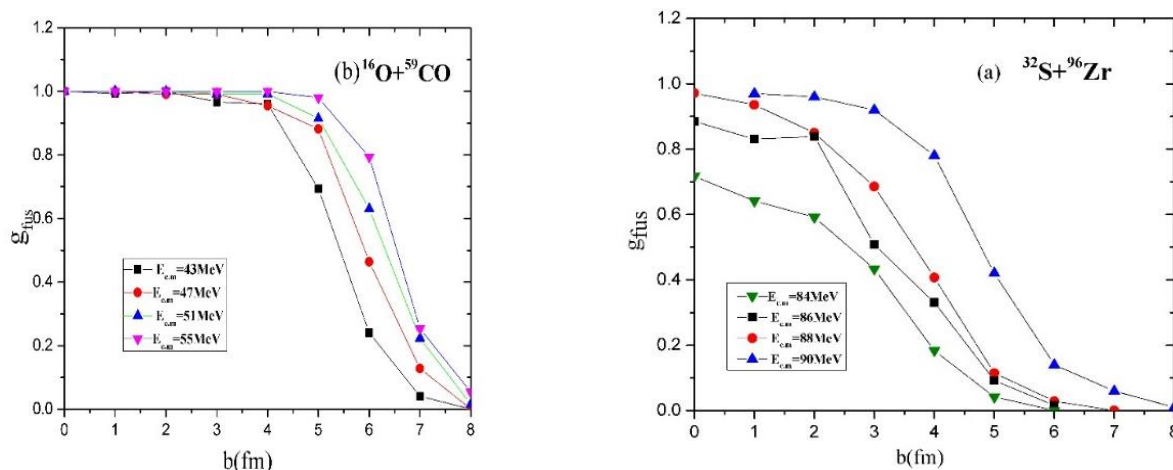 1.2
1.0
0.8
0.6
0.4
0.2
0.0
gfus
(b) ¹⁶O+⁵⁹CO
E_c.m=43MeV
E_c.m=47MeV
E_c.m=51MeV
E_c.m=55MeV
0 1 2 3 4 5 6 7 8
b(fm)
1.2
1.0
0.8
0.6
0.4
0.2
0.0
gfus
(a) ³²S+⁹⁶Zr
E_c.m=84MeV
E_c.m=86MeV
E_c.m=88MeV
E_c.m=90MeV
0 1 2 3 4 5 6 7 8
b(fm)